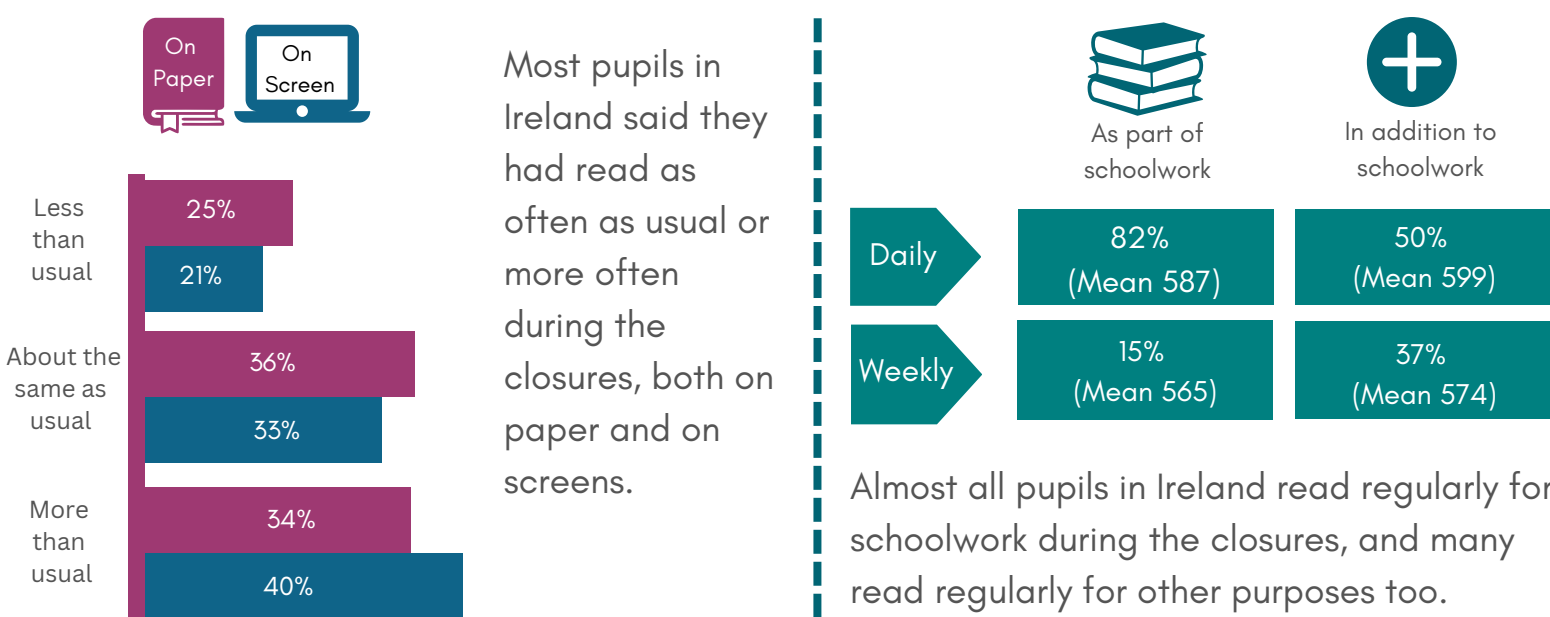 On
Paper
On
Screen
Less
than
usual
25%
21%
About the
same as
usual
36%
33%
More
than
usual
34%
40%
Most pupils in
Ireland said they
had read as
often as usual or
more often
during the
closures, both on
paper and on
screens.
As part of
schoolwork
In addition to
schoolwork
Daily
82%
(Mean 587)
50%
(Mean 599)
Weekly
15%
(Mean 565)
37%
(Mean 574)
Almost all pupils in Ireland read regularly for
schoolwork during the closures, and many
read regularly for other purposes too.